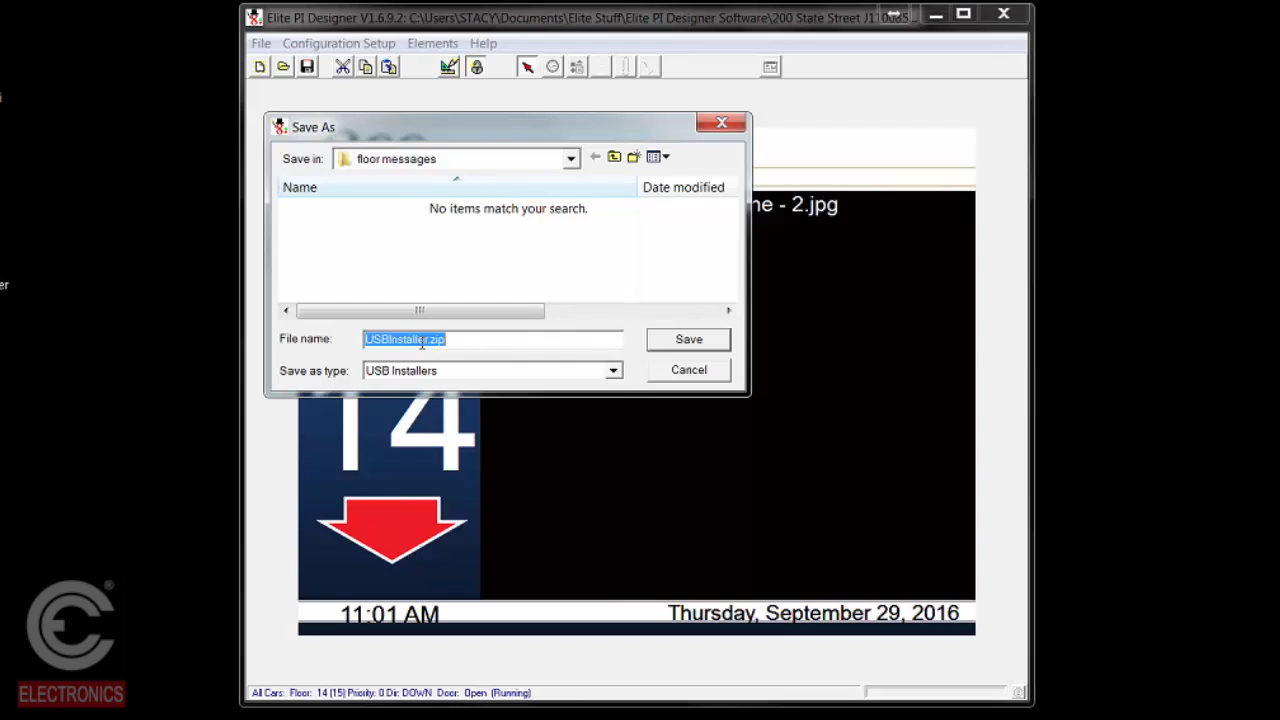 Elite PI Designer V1.6.9.2: C:\Users\STACY\Documents\Elite Stuff\Elite PI Designer Software\200 State Street
File Configuration Setup Elements Help
Save As
Save in: floor messages
Name Date modified
No items match your search.
- 2.jpg
File name: USBInstaller.zip Save
Save as type: USB Installers Cancel
14
11:01 AM Thursday, September 29, 2016
All Cars: Floor: 14 (15) Priority: 0 Dir: DOWN Door: Open (Running)
CEC
ELECTRONICS